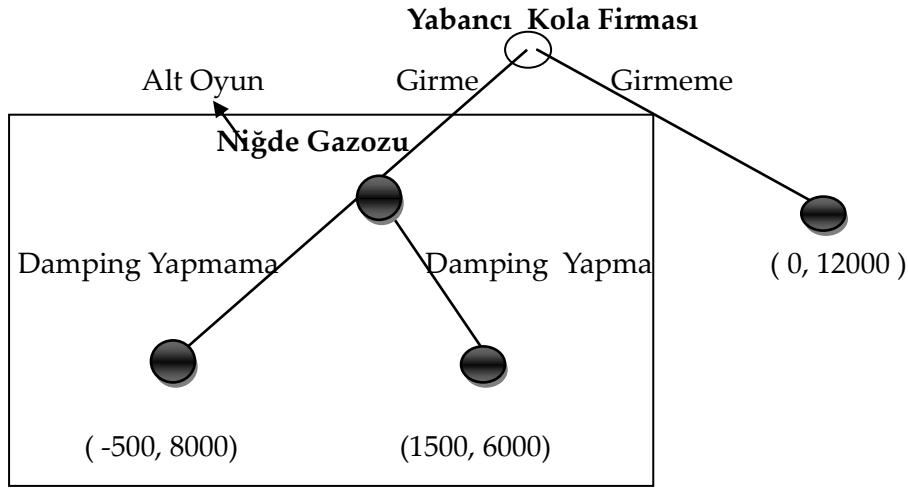 Yabancı Kola Firması
Alt Oyun Girme Girmeme
Niğde Gazozu
Damping Yapmama Damping Yapma ( 0, 12000 )
( -500, 8000) (1500, 6000)